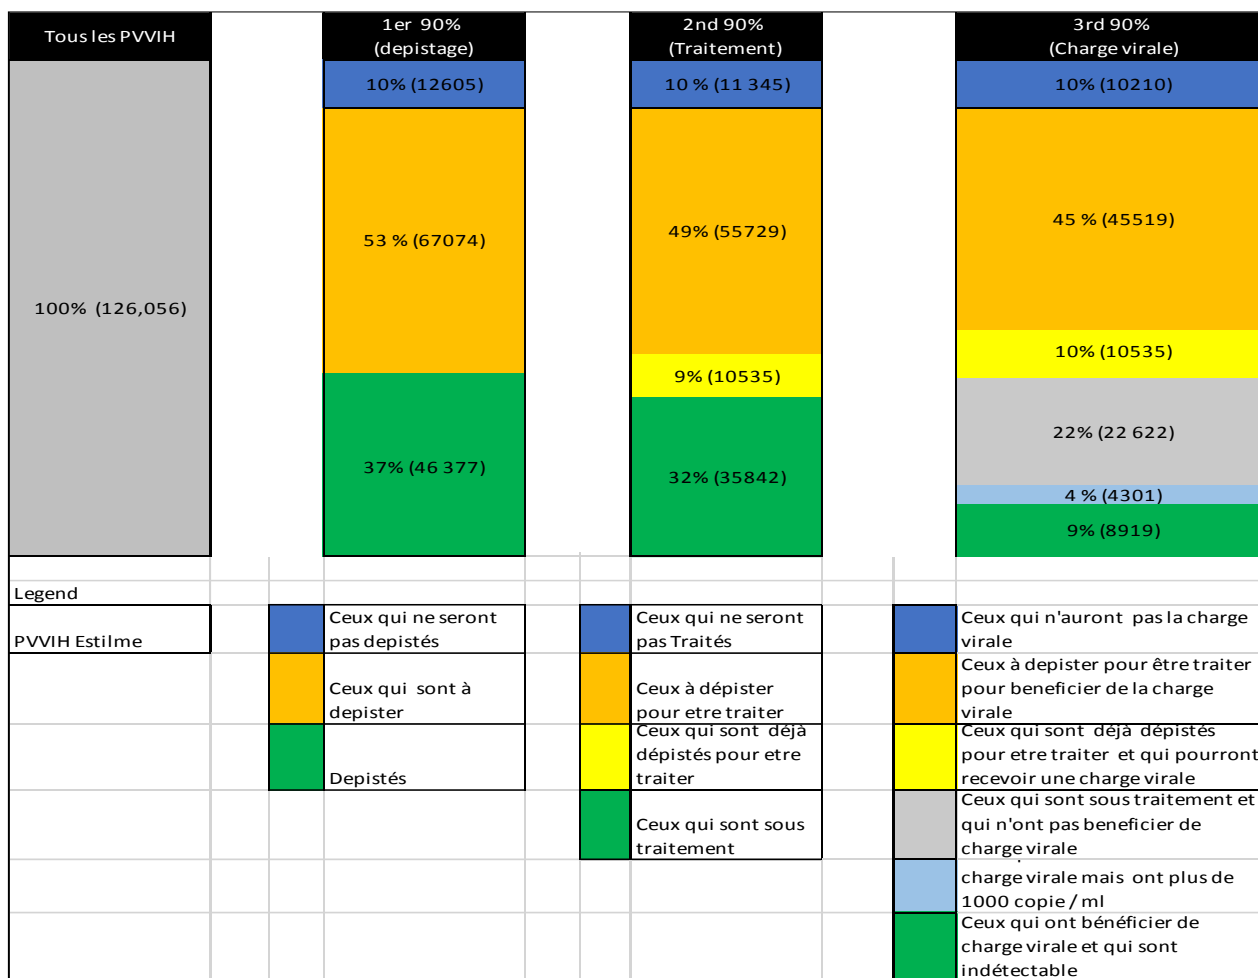 Tous les PVVIH
1er 90%
(depistage)
2nd 90%
(Traitement)
3rd 90%
(Charge virale)
100% (126,056)
10% (12605)
53 % (67074)
37% (46 377)
10 % (11 345)
49% (55729)
9% (10535)
32% (35842)
10% (10210)
45 % (45519)
10% (10535)
22% (22 622)
4 % (4301)
9% (8919)
Legend
PVVIH Estilme
Ceux qui ne seront
pas depistés
Ceux qui sont à
depister
Depistés
Ceux qui ne seront
pas Traités
Ceux à dépister
pour etre traiter
Ceux qui sont déjà
dépistés pour etre
traiter
Ceux qui sont sous
traitement
Ceux qui n'auront pas la charge
virale
Ceux à depister pour être traiter
pour beneficier de la charge
virale
Ceux qui sont déjà dépistés
pour etre traiter et qui pourront
recevoir une charge virale
Ceux qui sont sous traitement et
qui n'ont pas beneficier de
charge virale
charge virale mais ont plus de
1000 copie / ml
Ceux qui ont bénéficier de
charge virale et qui sont
indétectable